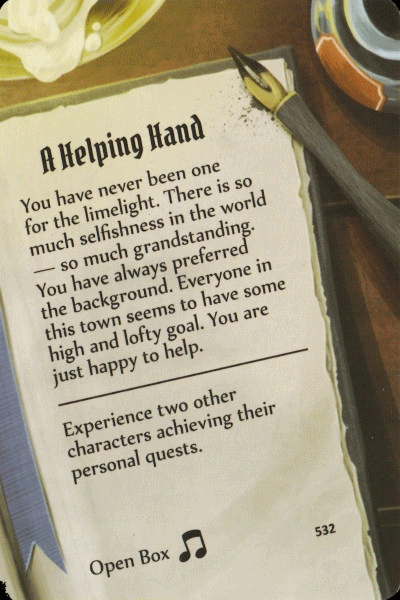 A Helping Hand
You have never been one
for the limelight. There is so
much selfishness in the world
— so much grandstanding.
You have always preferred
the background. Everyone in
this town seems to have some
high and lofty goal. You are
just happy to help.
Experience two other
characters achieving their
personal quests.
Open Box
532